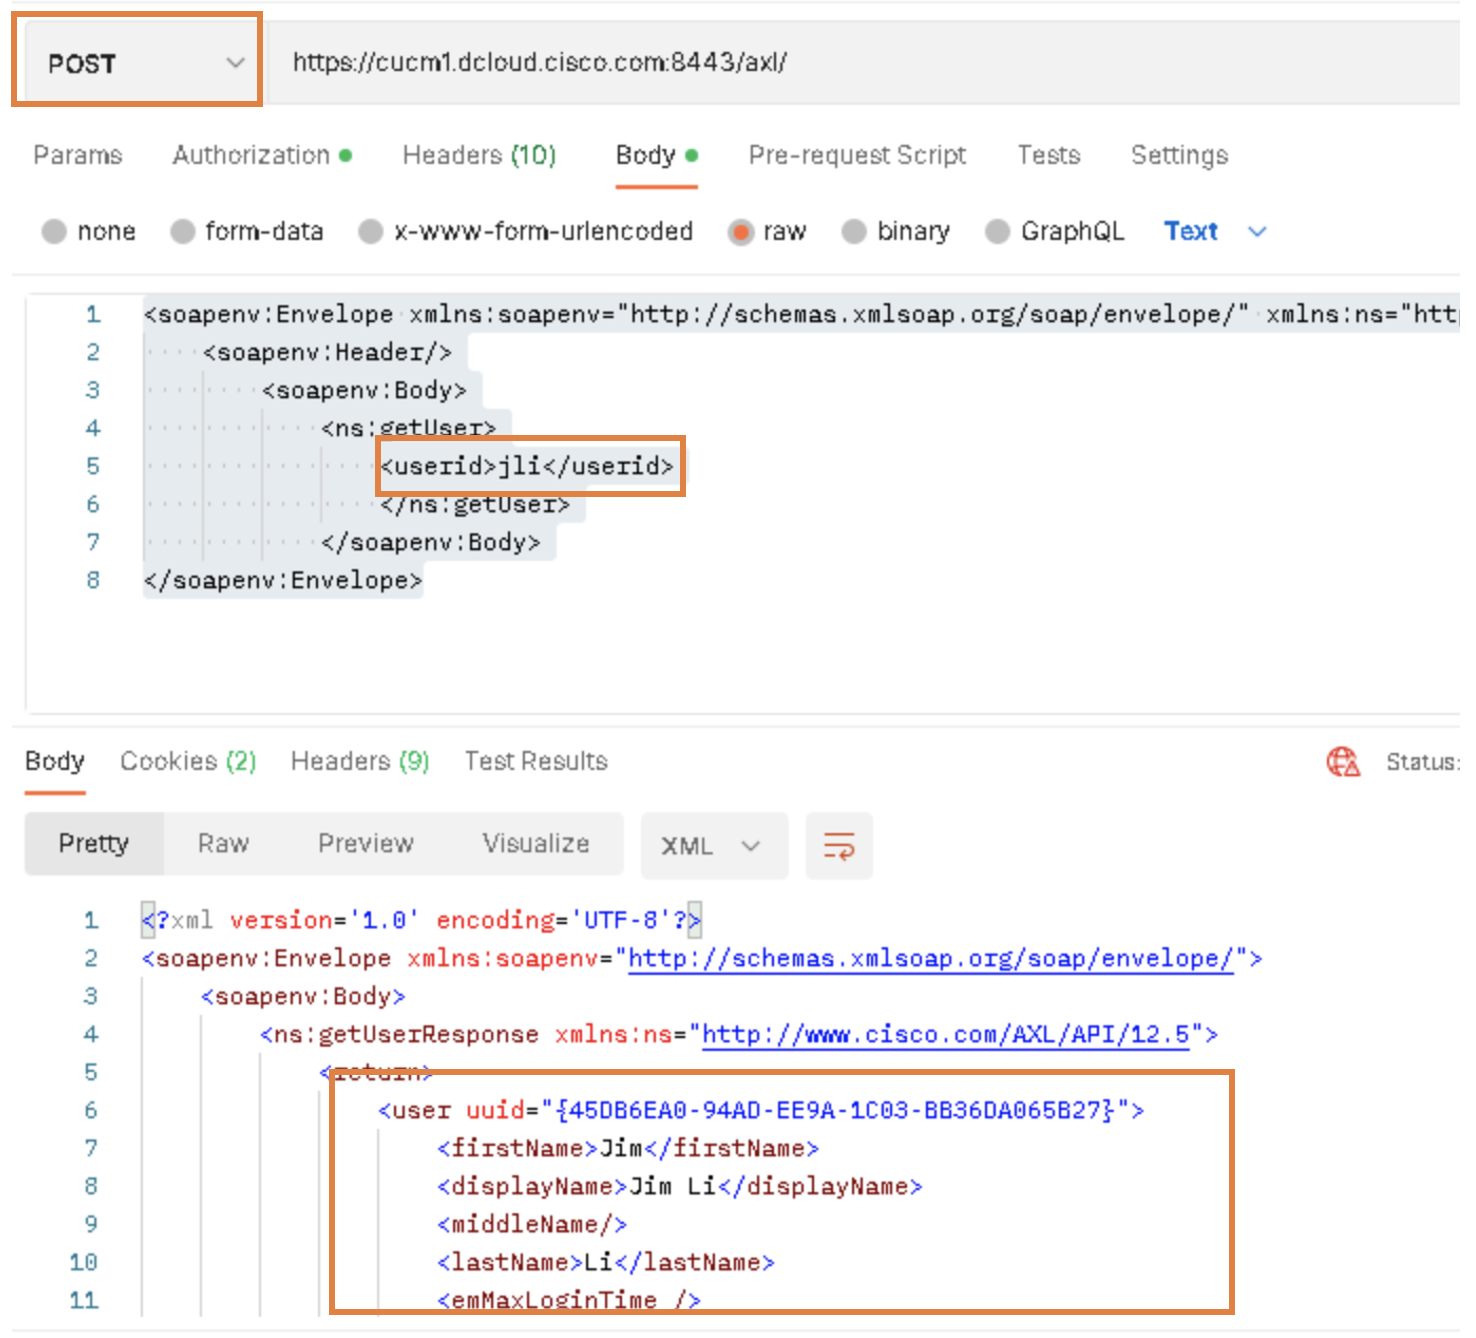 POST https://cucm1.dcloud.cisco.com:8443/axl/
Params Authorization Headers (10) Body Pre-request Script Tests Settings
none form-data x-www-form-urlencoded raw binary GraphQL Text
1 <soapenv:Envelope xmlns:soapenv="http://schemas.xmlsoap.org/soap/envelope/" xmlns:ns="htt
2 <soapenv:Header/>
3 <soapenv:Body>
4 <ns:getUser>
5 <userid>jli</userid>
6 </ns:getUser>
7 </soapenv:Body>
8 </soapenv:Envelope>
Body Cookies (2) Headers (9) Test Results Status:
Pretty Raw Preview Visualize XML
1 <?xml version='1.0' encoding='UTF-8'?>
2 <soapenv:Envelope xmlns:soapenv="http://schemas.xmlsoap.org/soap/envelope/">
3 <soapenv:Body>
4 <ns:getUserResponse xmlns:ns="http://www.cisco.com/AXL/API/12.5">
5 <return>
6 <user uuid="{45DB6EA0-94AD-EE9A-1C03-BB36DA065B27}">
7 <firstName>Jim</firstName>
8 <displayName>Jim Li</displayName>
9 <middleName/>
10 <lastName>Li</lastName>
11 <emMaxLoginTime />